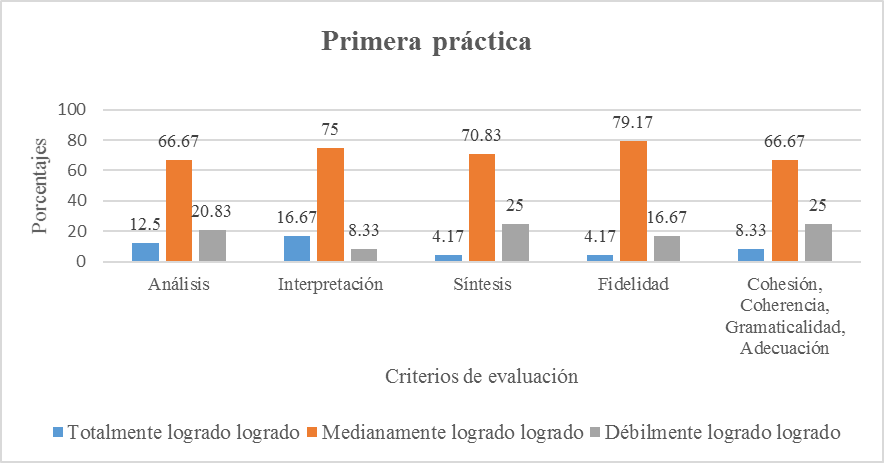 Primera práctica
Porcentajes
100
80
60
40
20
0
12.5
66.67
20.83
16.67
75
8.33
4.17
70.83
25
4.17
79.17
16.67
8.33
66.67
25
Análisis
Interpretación
Síntesis
Fidelidad
Cohesión,
Coherencia,
Gramaticalidad,
Adecuación
Criterios de evaluación
Totalmente logrado logrado
Medianamente logrado logrado
Débilmente logrado logrado